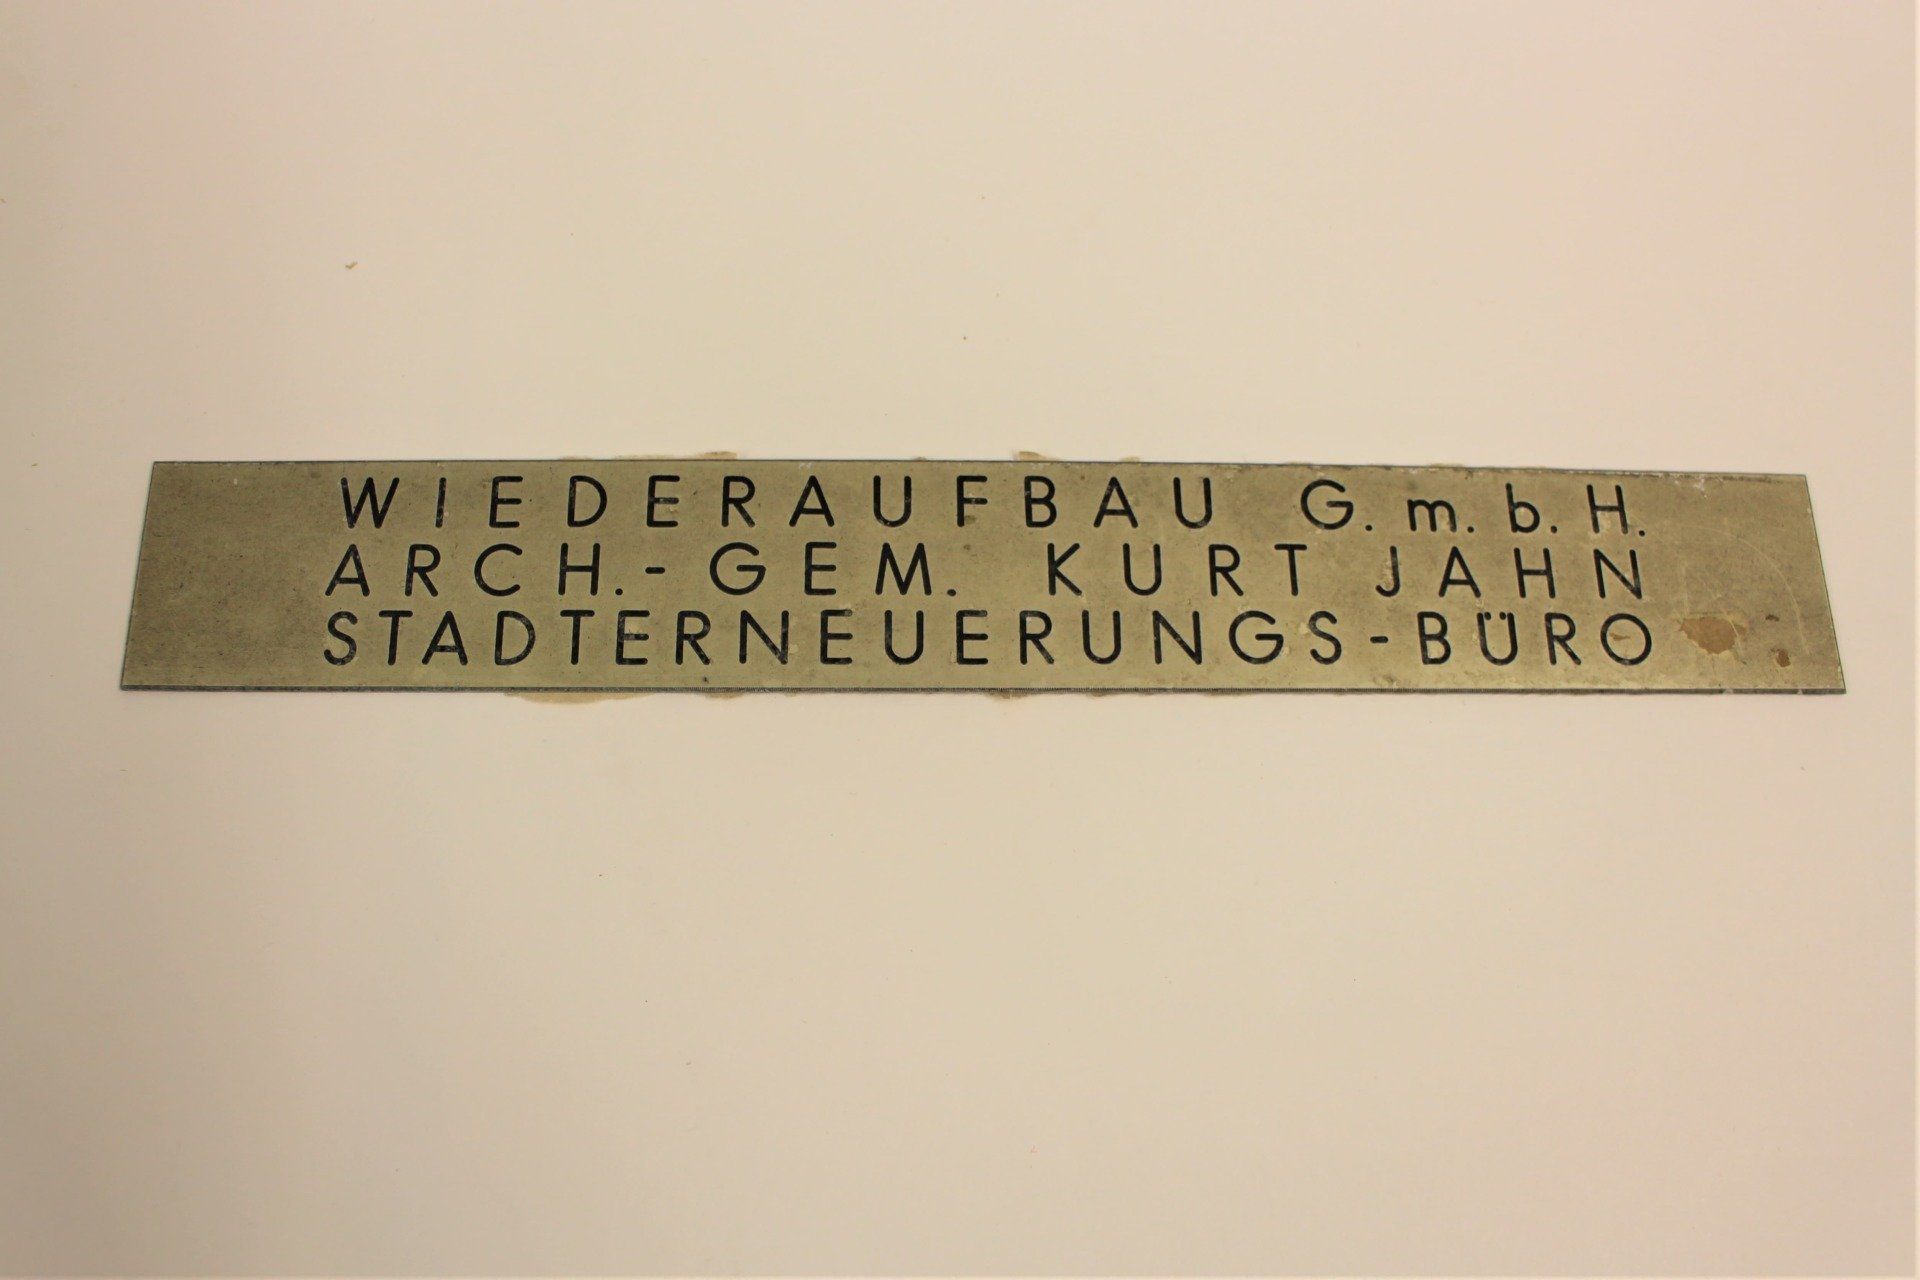 WIEDERAUFBAU G.m.b.H.
ARCH.-GEM. KURT JAHN
STADTERNEUERUNGS-BÜRO